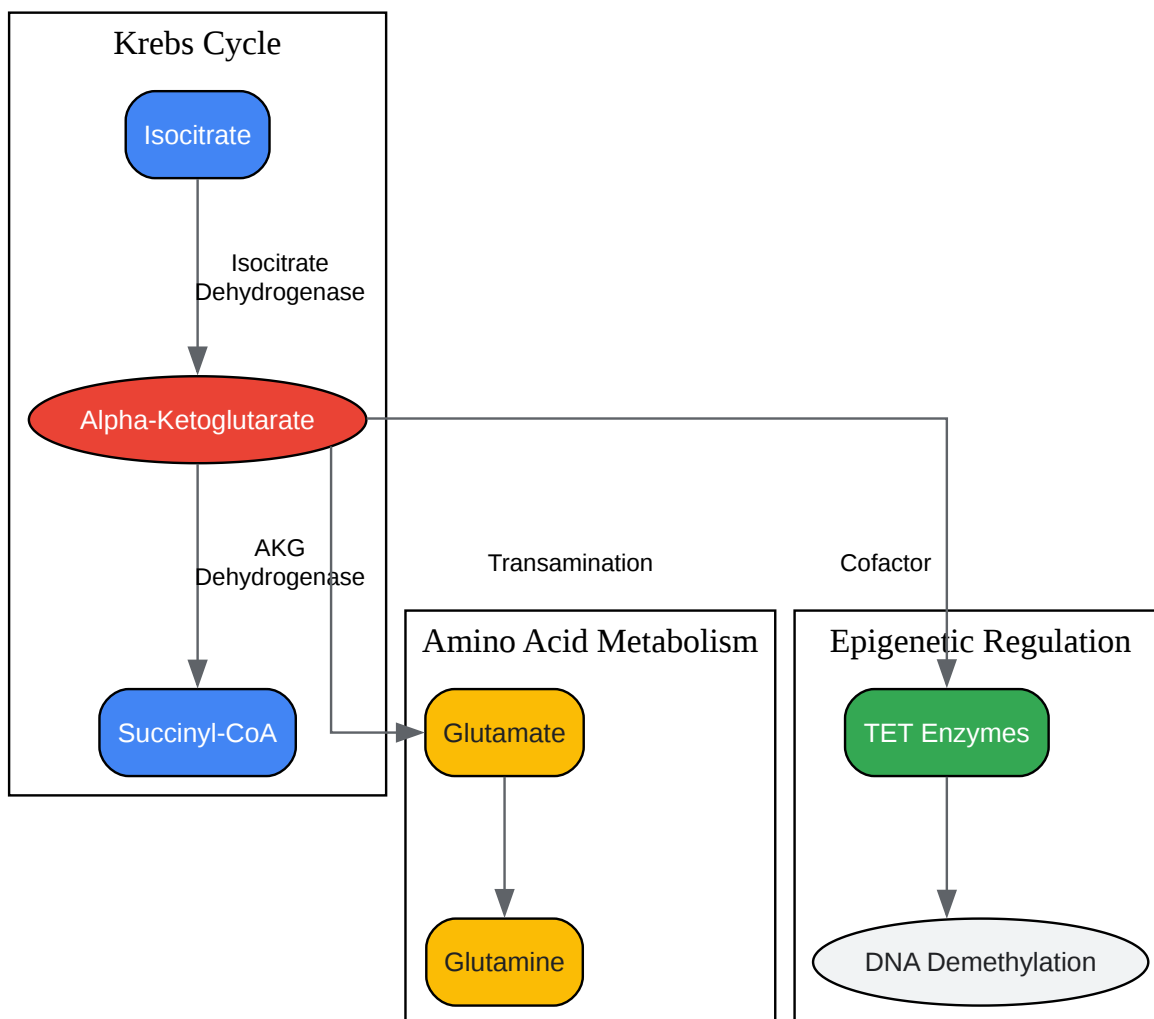 Krebs Cycle
Isocitrate
Isocitrate
Dehydrogenase
Alpha-Ketoglutarate
AKG
Dehydrogenase
Transamination
Cofactor
Amino Acid Metabolism
Epigenetic Regulation
Succinyl-CoA
Glutamate
TET Enzymes
Glutamine
DNA Demethylation